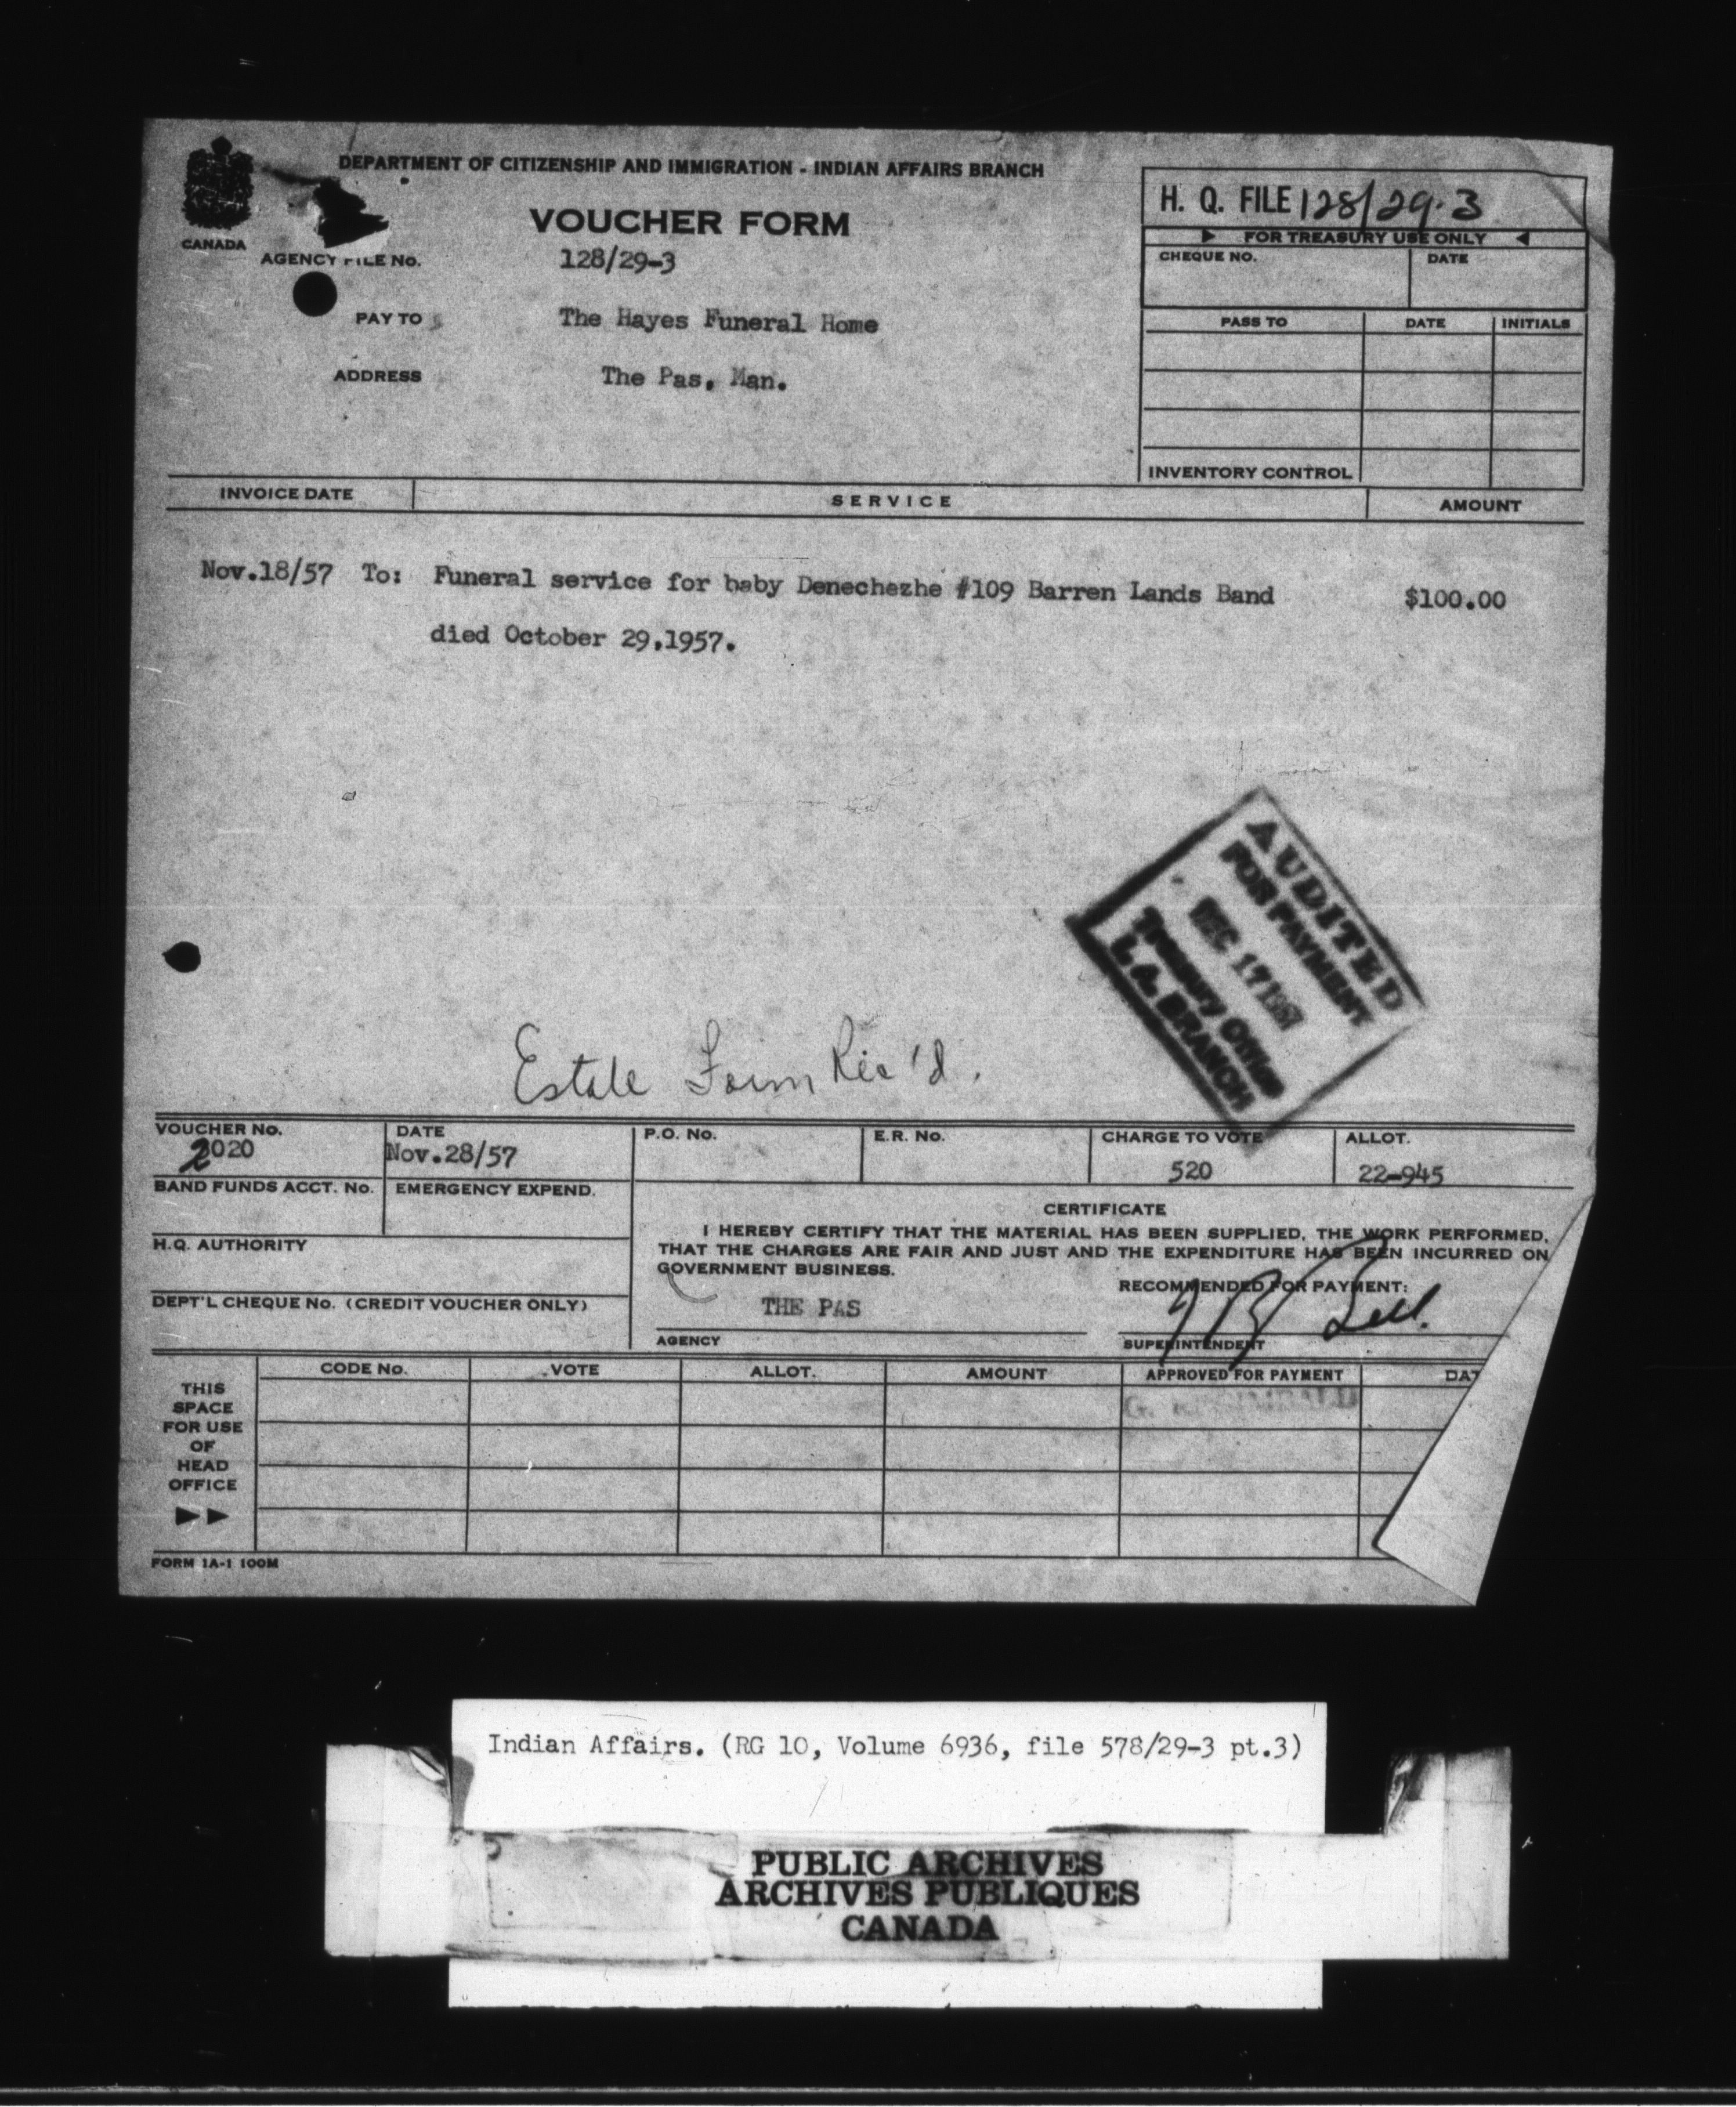 DEPARTMENT OF CITIZENSHIP AND IMMIGRATION - INDIAN AFFAIRS BRANCH
CANADA
VOUCHER FORM
H. Q. FILE 128/29-3
FOR TREASURY USE ONLY
CHEQUE NO. DATE
AGENCY FILE No. 128/29-3
PAY TO The Hayes Funeral Home
ADDRESS The Pas, Man.
PASS TO DATE INITIALS
INVENTORY CONTROL
INVOICE DATE SERVICE AMOUNT
Nov.18/57 To: Funeral service for baby Denechezhe #109 Barren Lands Band $100.00
died October 29,1957.
AUDITED
FOR PAYMENT
DEC 17 1957
Treasury Office
I. A. BRANCH
Estate Form Rec'd.
VOUCHER No. DATE P.O. No. E.R. No. CHARGE TO VOTE ALLOT.
2020 Nov.28/57 520 22-945
BAND FUNDS ACCT. No. EMERGENCY EXPEND.
H.Q. AUTHORITY
DEPT'L CHEQUE No. (CREDIT VOUCHER ONLY)
CERTIFICATE
I HEREBY CERTIFY THAT THE MATERIAL HAS BEEN SUPPLIED, THE WORK PERFORMED,
THAT THE CHARGES ARE FAIR AND JUST AND THE EXPENDITURE HAS BEEN INCURRED ON
GOVERNMENT BUSINESS.
RECOMMENDED FOR PAYMENT:
THE PAS
AGENCY SUPERINTENDENT
THIS
SPACE
FOR USE
OF
HEAD
OFFICE
CODE No. VOTE ALLOT. AMOUNT APPROVED FOR PAYMENT DAT
G.
FORM 1A-1 100M
Indian Affairs. (RG 10, Volume 6936, file 578/29-3 pt.3)
PUBLIC ARCHIVES
ARCHIVES PUBLIQUES
CANADA